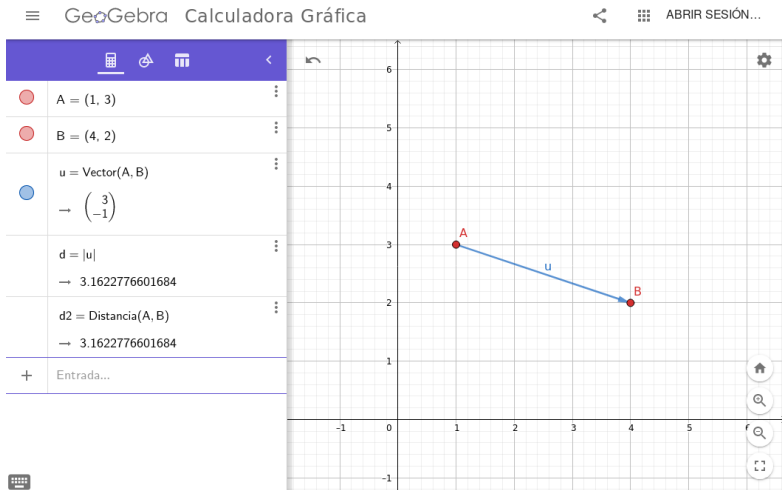 GeoGebra Calculadora Gráfica
ABRIR SESIÓN...
A = (1, 3)
B = (4, 2)
u = Vector(A, B)
→ ( 3
−1 )
d = |u|
→ 3.1622776601684
d2 = Distancia(A, B)
→ 3.1622776601684
+ Entrada...
6
5
4
3
2
1
−1
−1 0 1 2 3 4 5
A
u
B